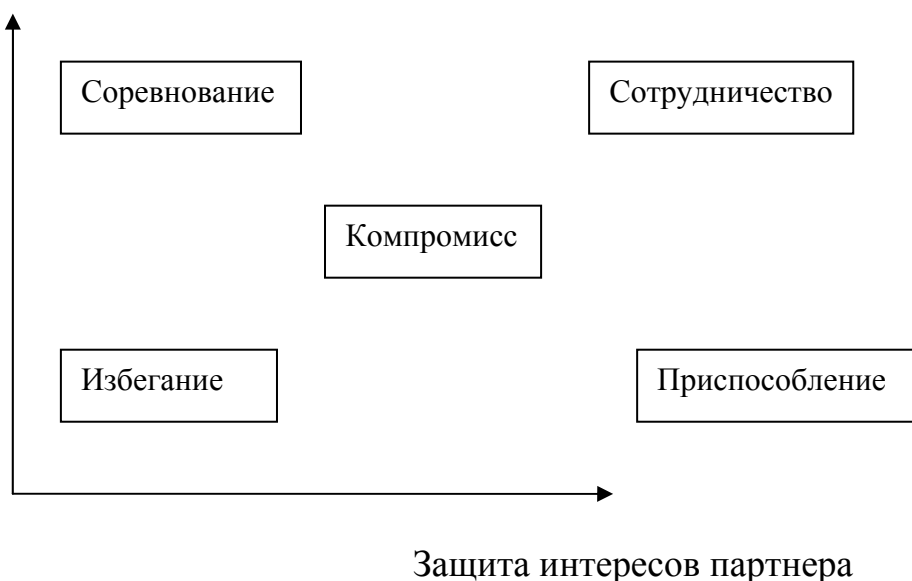 Соревнование
Сотрудничество
Компромисс
Избегание
Приспособление
Защита интересов партнера